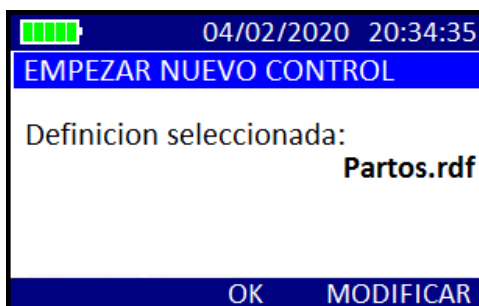 04/02/2020 20:34:35
EMPEZAR NUEVO CONTROL
Definicion seleccionada:
Partos.rdf
OK MODIFICAR